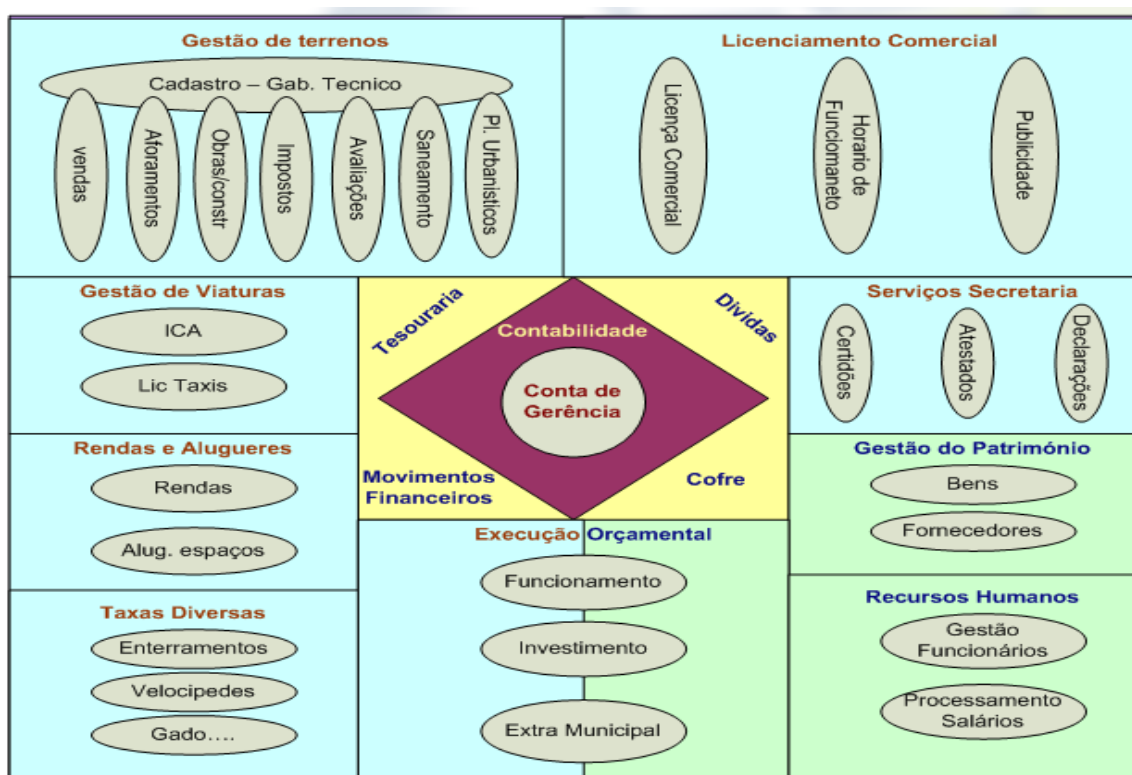 Gestão de terrenos
Cadastro – Gab. Tecnico
vendas
Aforamentos
Obras/constr
Impostos
Avaliações
Saneamento
Pl. Urbanisticos
Licenciamento Comercial
Licença Comercial
Horario de
Funciomaneto
Publicidade
Gestão de Viaturas
ICA
Lic Taxis
Tesouraria
Contabilidade
Dividas
Conta de
Gerência
Movimentos
Financeiros
Cofre
Serviços Secretaria
Certidões
Atestados
Declarações
Rendas e Alugueres
Rendas
Alug. espaços
Gestão do Património
Bens
Fornecedores
Taxas Diversas
Enterramentos
Velocipedes
Gado....
Execução Orçamental
Funcionamento
Investimento
Extra Municipal
Recursos Humanos
Gestão
Funcionários
Processamento
Salários